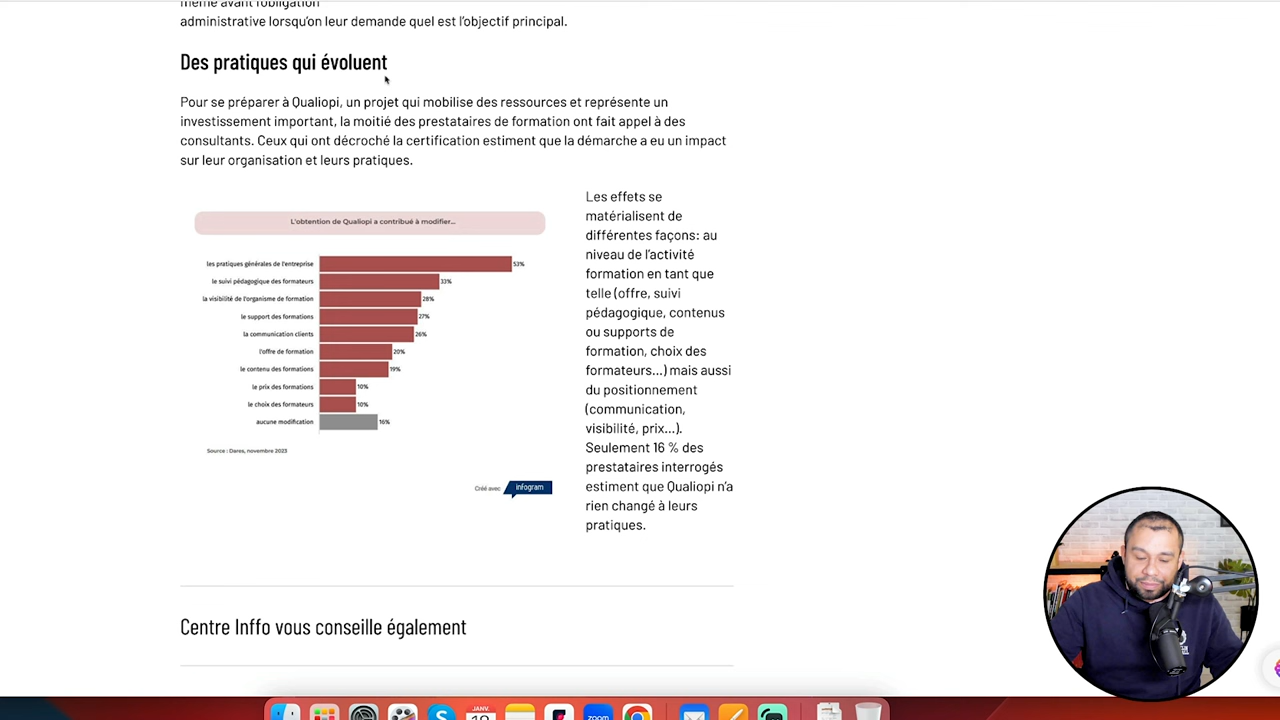 même avant l'obligation
administrative lorsqu'on leur demande quel est l'objectif principal.
Des pratiques qui évoluent
Pour se préparer à Qualiopi, un projet qui mobilise des ressources et représente un
investissement important, la moitié des prestataires de formation ont fait appel à des
consultants. Ceux qui ont décroché la certification estiment que la démarche a eu un impact
sur leur organisation et leurs pratiques.
L'obtention de Qualiopi a contribué à modifier...
les pratiques générales de l'entreprise 53%
le suivi pédagogique des formateurs 33%
la visibilité de l'organisme de formation 28%
le support des formations 27%
la communication clients 26%
l'offre de formation 20%
le contenu des formations 19%
le prix des formations 10%
le choix des formateurs 10%
aucune modification 16%
Source : Dares, novembre 2023
Créé avec infogram
Les effets se
matérialisent de
différentes façons: au
niveau de l'activité
formation en tant que
telle (offre, suivi
pédagogique, contenus
ou supports de
formation, choix des
formateurs...) mais aussi
du positionnement
(communication,
visibilité, prix...).
Seulement 16 % des
prestataires interrogés
estiment que Qualiopi n'a
rien changé à leurs
pratiques.
Centre Inffo vous conseille également
JANV.
zoom